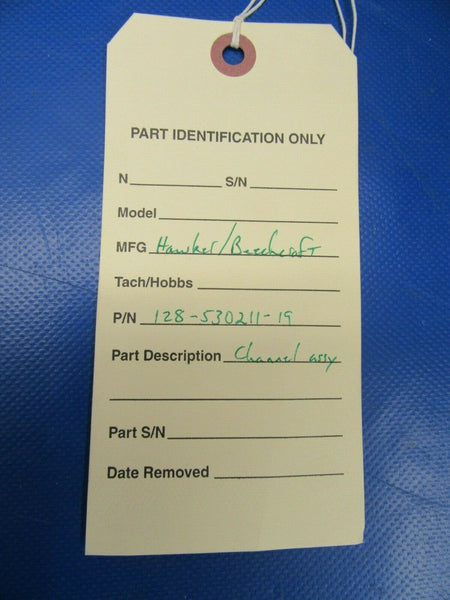 PART IDENTIFICATION ONLY
N S/N
Model
MFG Hawker/Beechcraft
Tach/Hobbs
P/N 128-530211-19
Part Description Channel assy
Part S/N
Date Removed